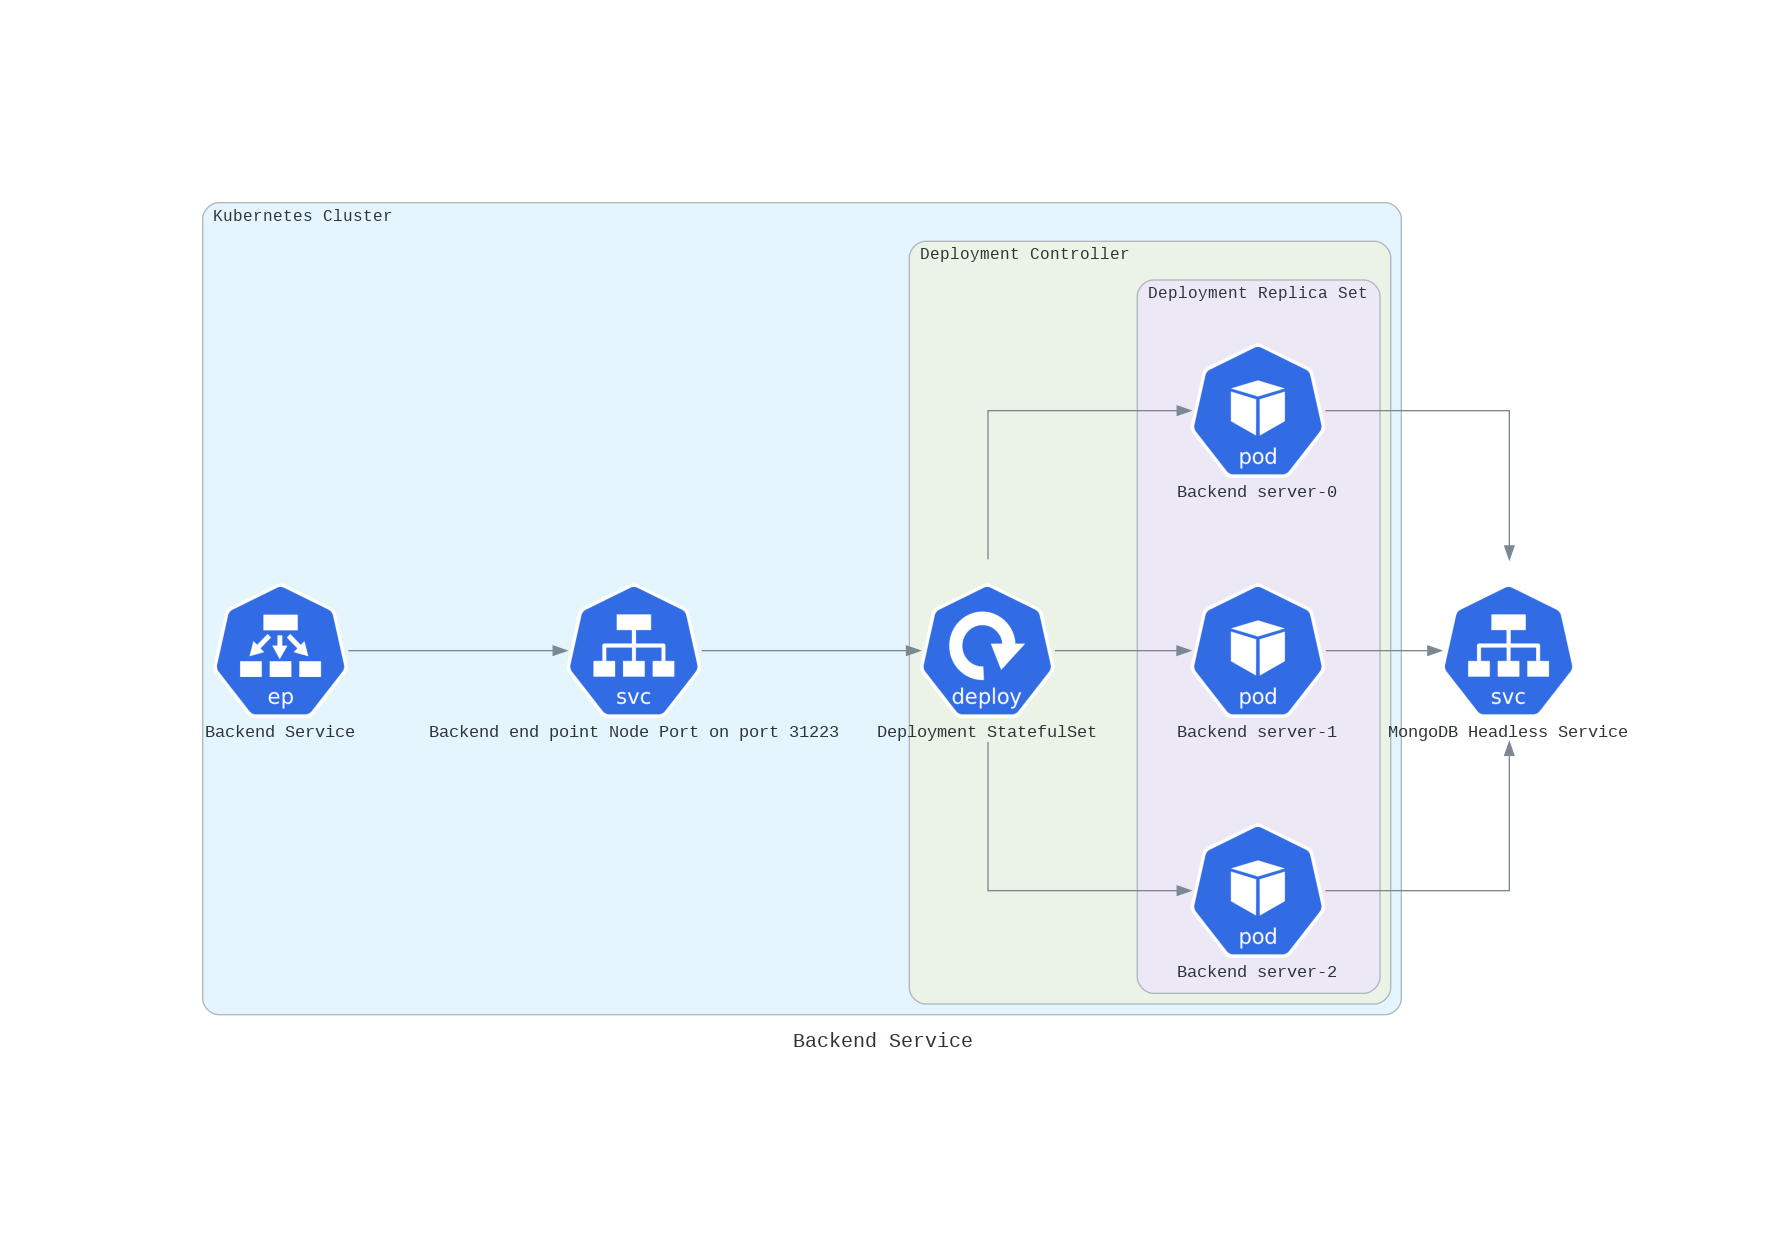 Kubernetes Cluster
Deployment Controller
Deployment Replica Set
pod
Backend server-0
ep
Backend Service
svc
Backend end point Node Port on port 31223
deploy
Deployment StatefulSet
pod
Backend server-1
svc
MongoDB Headless Service
pod
Backend server-2
Backend Service